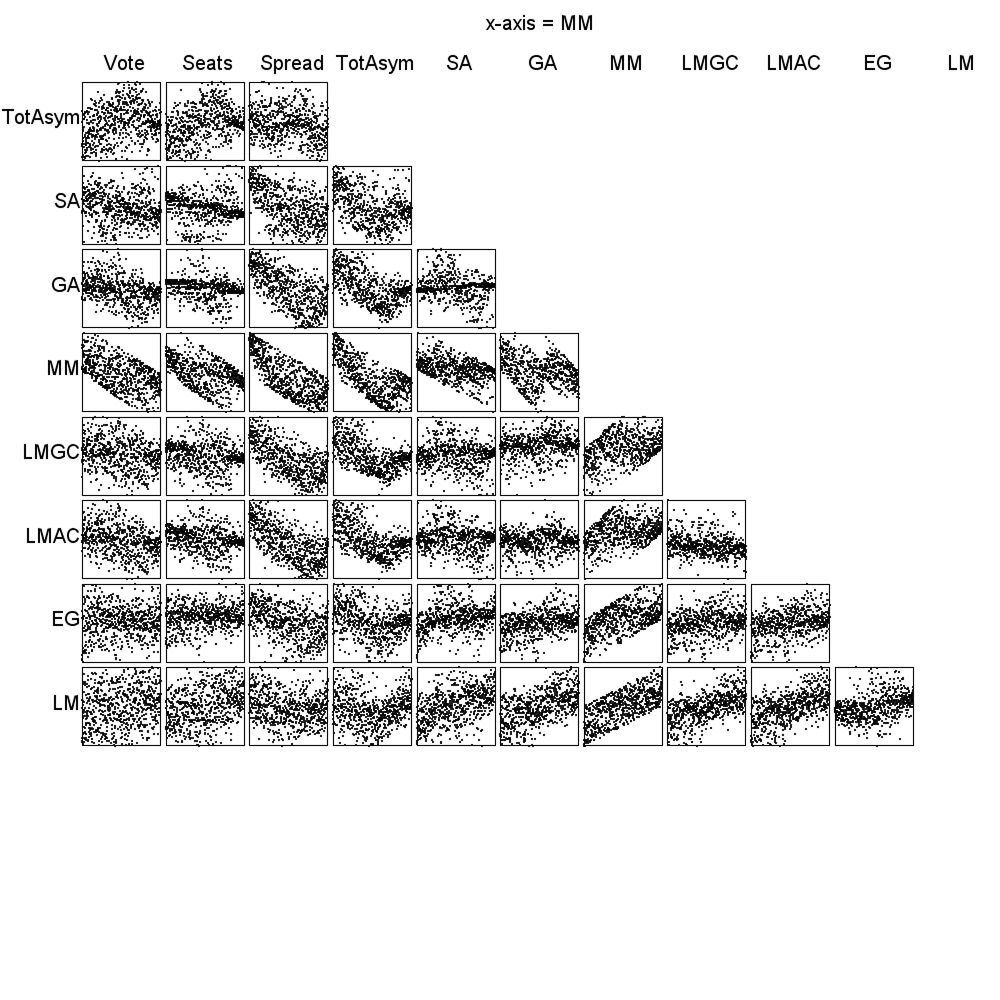 x-axis = MM
Vote Seats Spread TotAsym SA GA MM LMGC LMAC EG LM
TotAsym
SA
GA
MM
LMGC
LMAC
EG
LM